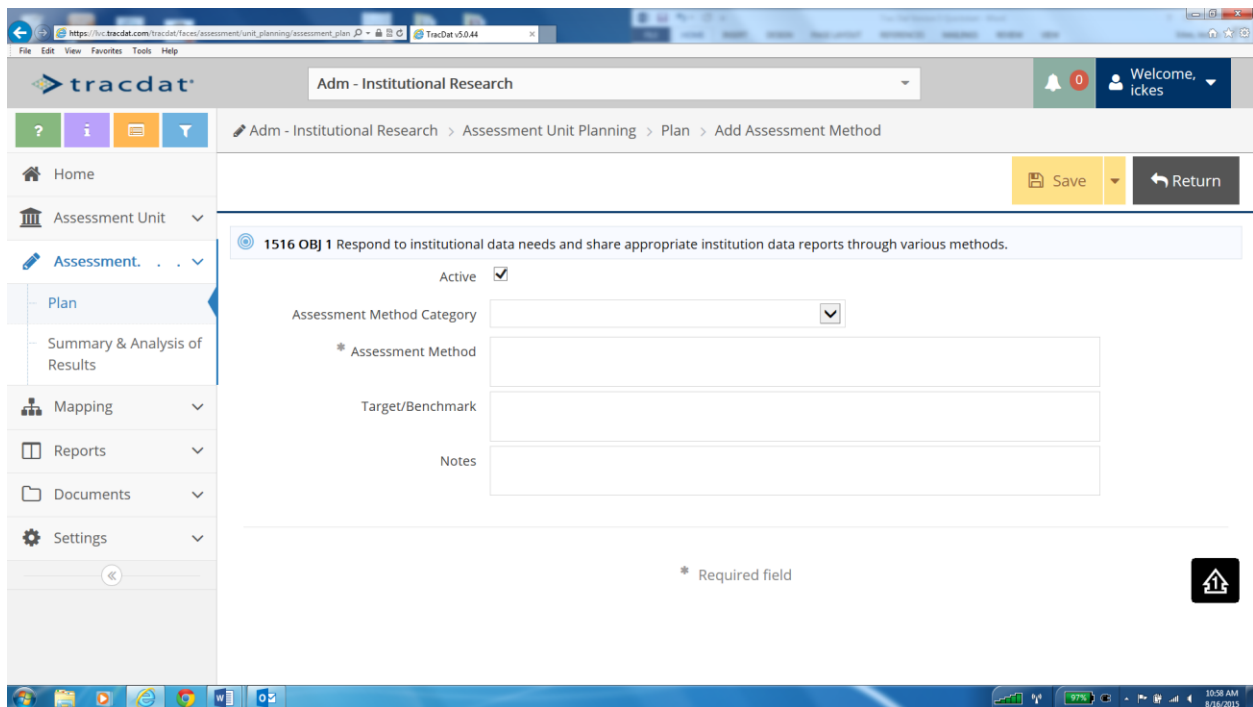 https://lvc.tracdat.com/tracdat/faces/assessment/unit_planning/assessment_plan
TracDat v5.0.44
File Edit View Favorites Tools Help
tracdat
Adm - Institutional Research
0
Welcome,
ickes
? i
Adm - Institutional Research > Assessment Unit Planning > Plan > Add Assessment Method
Home
Save
Return
Assessment Unit
1516 OBJ 1 Respond to institutional data needs and share appropriate institution data reports through various methods.
Assessment. . .
Active
Plan
Assessment Method Category
Summary & Analysis of
Results
* Assessment Method
Mapping
Target/Benchmark
Reports
Notes
Documents
Settings
* Required field
1
97%
10:58 AM
8/16/2015